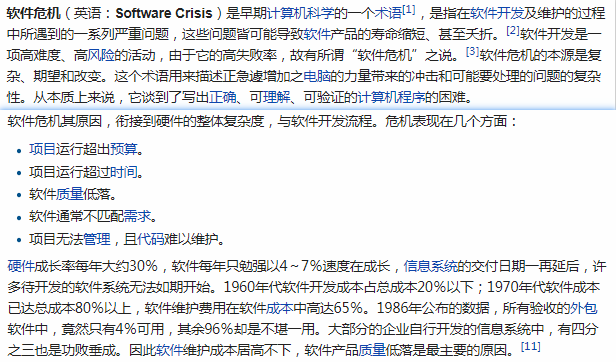 软件危机（英语：Software Crisis）是早期计算机科学的一个术语[1]，是指在软件开发及维护的过程
中所遇到的一系列严重问题，这些问题皆可能导致软件产品的寿命缩短、甚至夭折。[2]软件开发是一
项高难度、高风险的活动，由于它的高失败率，故有所谓“软件危机”之说。[3]软件危机的本源是复
杂、期望和改变。这个术语用来描述正急遽增加之电脑的力量带来的冲击和可能要处理的问题的复杂
性。从本质上来说，它谈到了写出正确、可理解、可验证的计算机程序的困难。
软件危机其原因，衔接到硬件的整体复杂度，与软件开发流程。危机表现在几个方面：
• 项目运行超出预算。
• 项目运行超过时间。
• 软件质量低落。
• 软件通常不匹配需求。
• 项目无法管理，且代码难以维护。
硬件成长率每年大约30%，软件每年只勉强以4～7%速度在成长，信息系统的交付日期一再延后，许
多待开发的软件系统无法如期开始。1960年代软件开发成本占总成本20%以下；1970年代软件成本
已达总成本80%以上，软件维护费用在软件成本中高达65%。1986年公布的数据，所有验收的外包
软件中，竟然只有4%可用，其余96%却是不堪一用。大部分的企业自行开发的信息系统中，有四分
之三也是功败垂成。因此软件维护成本居高不下，软件产品质量低落是最主要的原因。[11]